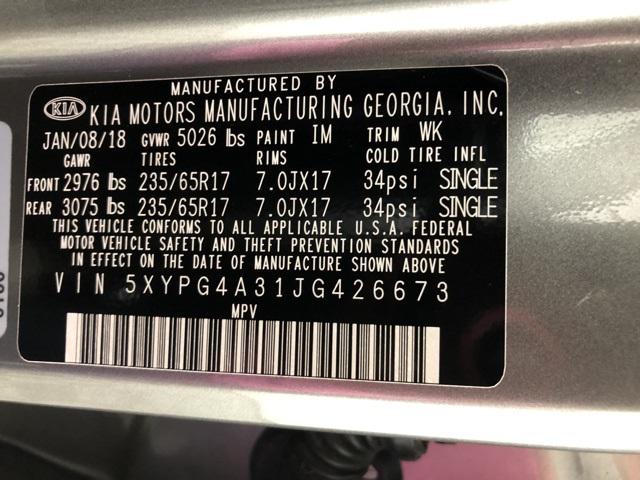 MANUFACTURED BY
KIA KIA MOTORS MANUFACTURING GEORGIA, INC.
JAN/08/18 GVWR 5026 lbs PAINT IM TRIM WK
GAWR TIRES RIMS COLD TIRE INFL
FRONT 2976 lbs 235/65R17 7.0JX17 34psi SINGLE
REAR 3075 lbs 235/65R17 7.0JX17 34psi SINGLE
THIS VEHICLE CONFORMS TO ALL APPLICABLE U.S.A. FEDERAL
MOTOR VEHICLE SAFETY AND THEFT PREVENTION STANDARDS
IN EFFECT ON THE DATE OF MANUFACTURE SHOWN ABOVE
VIN 5XYPG4A31JG426673
MPV